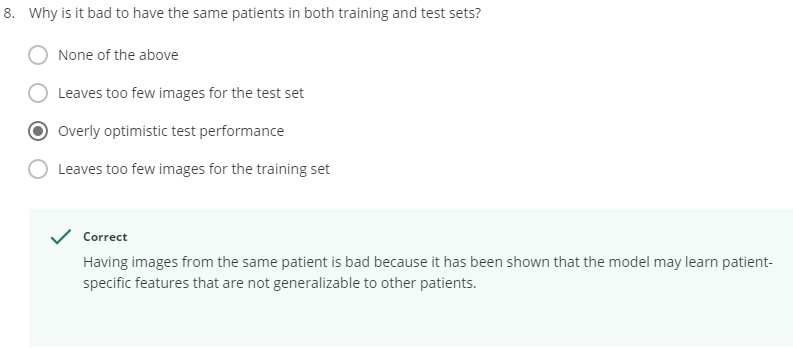 8. Why is it bad to have the same patients in both training and test sets?
None of the above
Leaves too few images for the test set
Overly optimistic test performance
Leaves too few images for the training set
Correct
Having images from the same patient is bad because it has been shown that the model may learn patient-
specific features that are not generalizable to other patients.